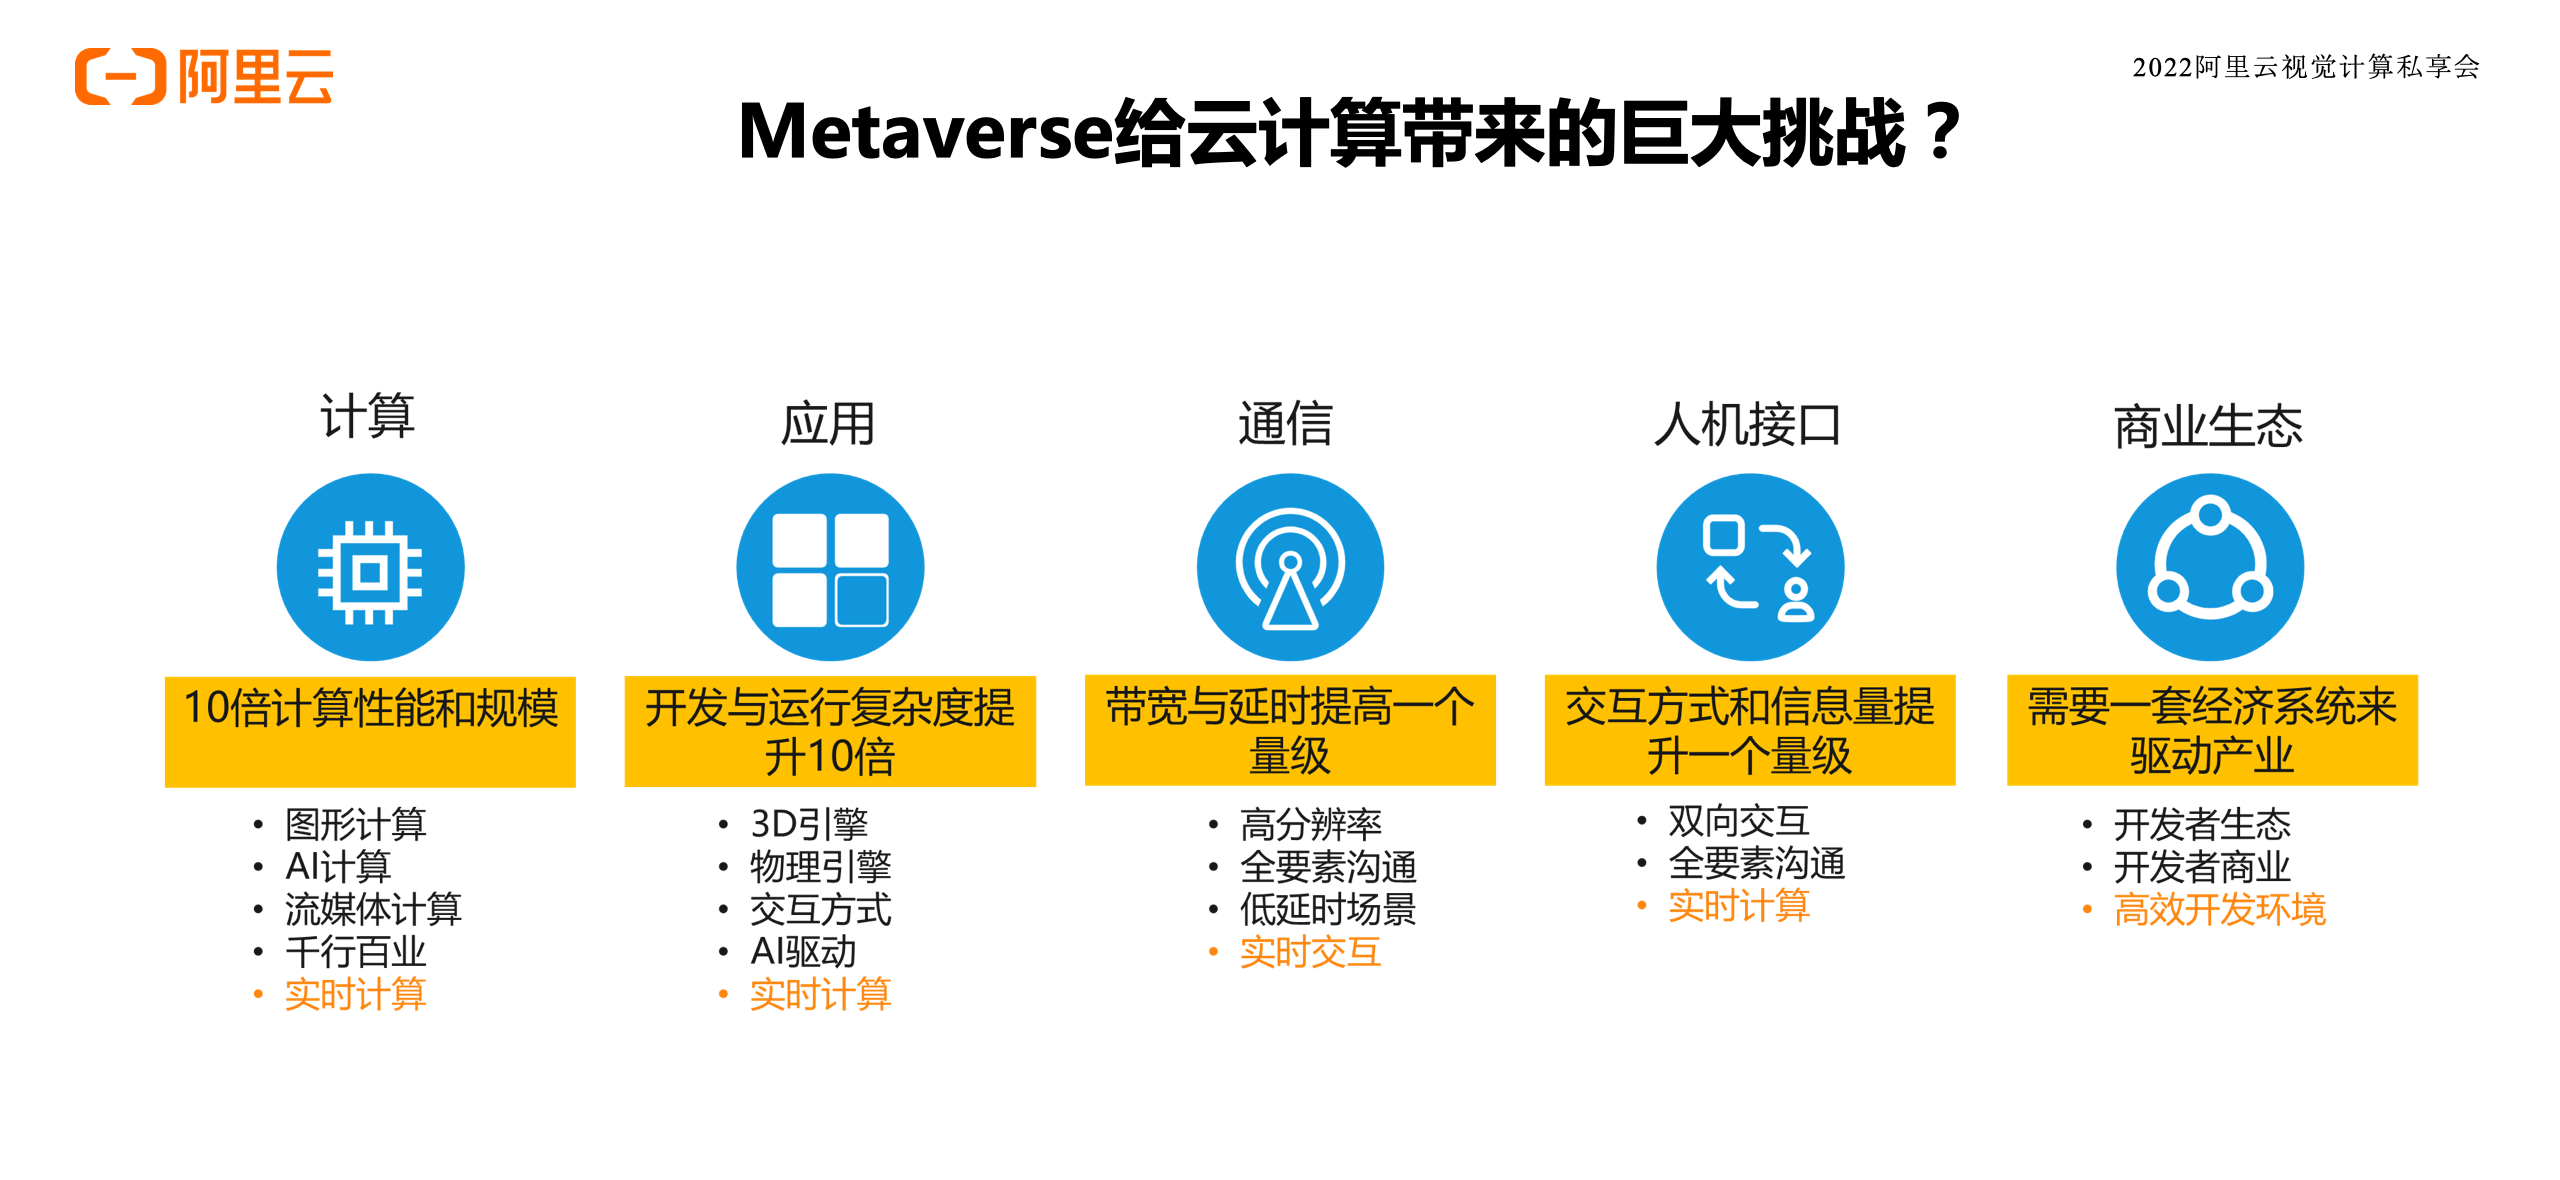 阿里云
2022阿里云视觉计算私享会
Metaverse给云计算带来的巨大挑战？
计算
10倍计算性能和规模
• 图形计算
• AI计算
• 流媒体计算
• 千行百业
• 实时计算
应用
开发与运行复杂度提
升10倍
• 3D引擎
• 物理引擎
• 交互方式
• AI驱动
• 实时计算
通信
带宽与延时提高一个
量级
• 高分辨率
• 全要素沟通
• 低延时场景
• 实时交互
人机接口
交互方式和信息量提
升一个量级
• 双向交互
• 全要素沟通
• 实时计算
商业生态
需要一套经济系统来
驱动产业
• 开发者生态
• 开发者商业
• 高效开发环境